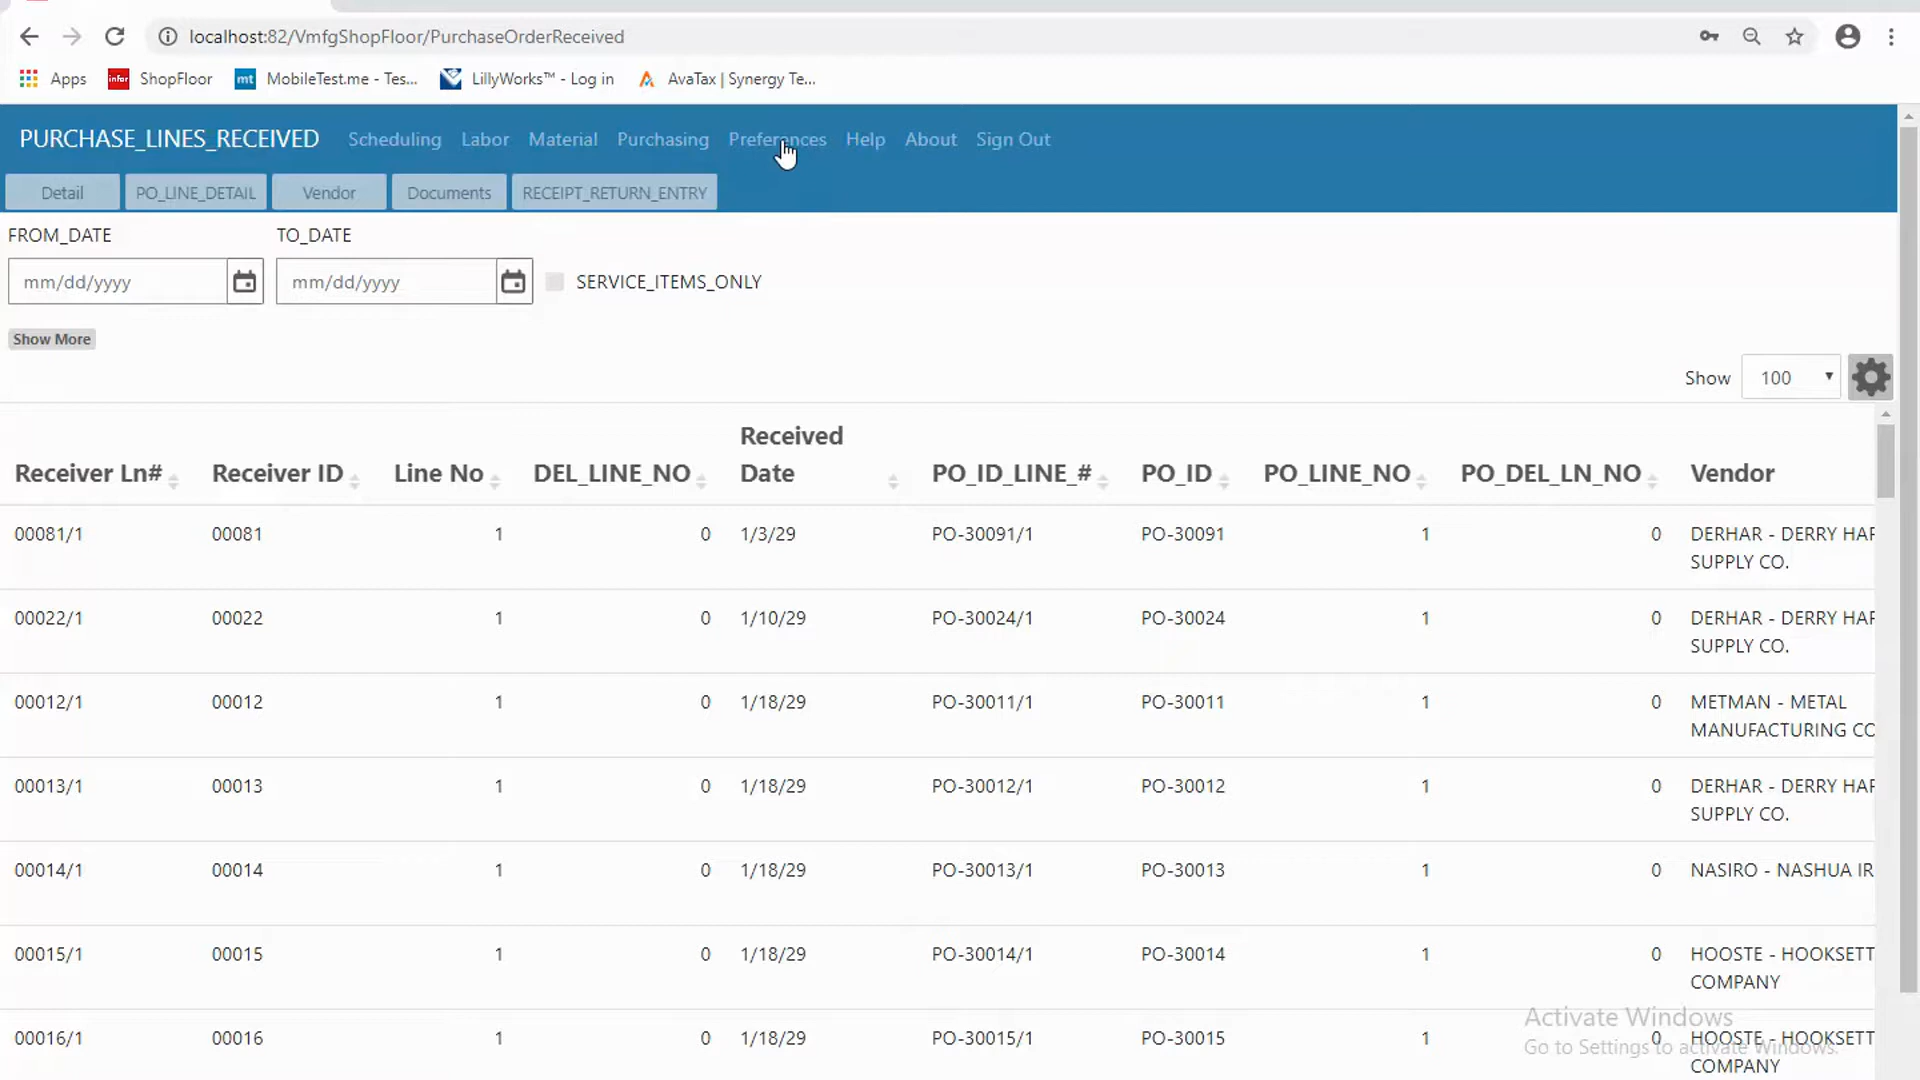 localhost:82/VmfgShopFloor/PurchaseOrderReceived
Apps infor ShopFloor mt MobileTest.me - Tes... LillyWorks™ - Log in AvaTax | Synergy Te...
PURCHASE_LINES_RECEIVED Scheduling Labor Material Purchasing Preferences Help About Sign Out
Detail PO_LINE_DETAIL Vendor Documents RECEIPT_RETURN_ENTRY
FROM_DATE TO_DATE
mm/dd/yyyy mm/dd/yyyy SERVICE_ITEMS_ONLY
Show More
Show 100
Receiver Ln# Receiver ID Line No DEL_LINE_NO Received Date PO_ID_LINE_# PO_ID PO_LINE_NO PO_DEL_LN_NO Vendor
00081/1 00081 1 0 1/3/29 PO-30091/1 PO-30091 1 0 DERHAR - DERRY HAR
SUPPLY CO.
00022/1 00022 1 0 1/10/29 PO-30024/1 PO-30024 1 0 DERHAR - DERRY HAR
SUPPLY CO.
00012/1 00012 1 0 1/18/29 PO-30011/1 PO-30011 1 0 METMAN - METAL
MANUFACTURING CO
00013/1 00013 1 0 1/18/29 PO-30012/1 PO-30012 1 0 DERHAR - DERRY HAR
SUPPLY CO.
00014/1 00014 1 0 1/18/29 PO-30013/1 PO-30013 1 0 NASIRO - NASHUA IR
00015/1 00015 1 0 1/18/29 PO-30014/1 PO-30014 1 0 HOOSTE - HOOKSETT
COMPANY
Activate Windows
00016/1 00016 1 0 1/18/29 PO-30015/1 PO-30015 1 0 HOOSTE - HOOKSETT
Go to Settings to activate Windows.
COMPANY